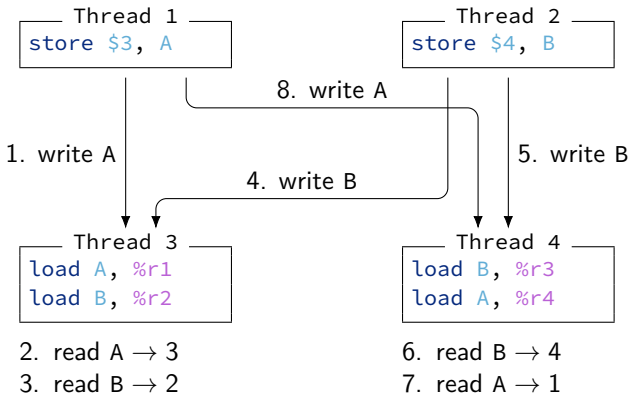 Thread 1
store $3, A
Thread 2
store $4, B
8. write A
1. write A
5. write B
4. write B
Thread 3
load A, %r1
load B, %r2
Thread 4
load B, %r3
load A, %r4
2. read A → 3
3. read B → 2
6. read B → 4
7. read A → 1